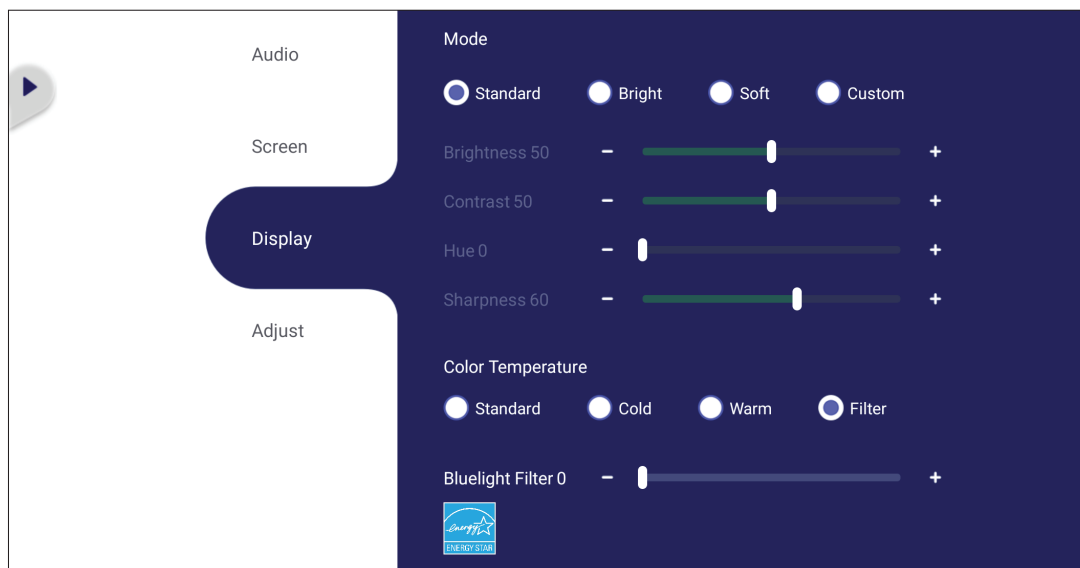 Audio
Screen
Display
Adjust
Mode
Standard Bright Soft Custom
Brightness 50 - +
Contrast 50 - +
Hue 0 - +
Sharpness 60 - +
Color Temperature
Standard Cold Warm Filter
Bluelight Filter 0 - +
energy
ENERGY STAR